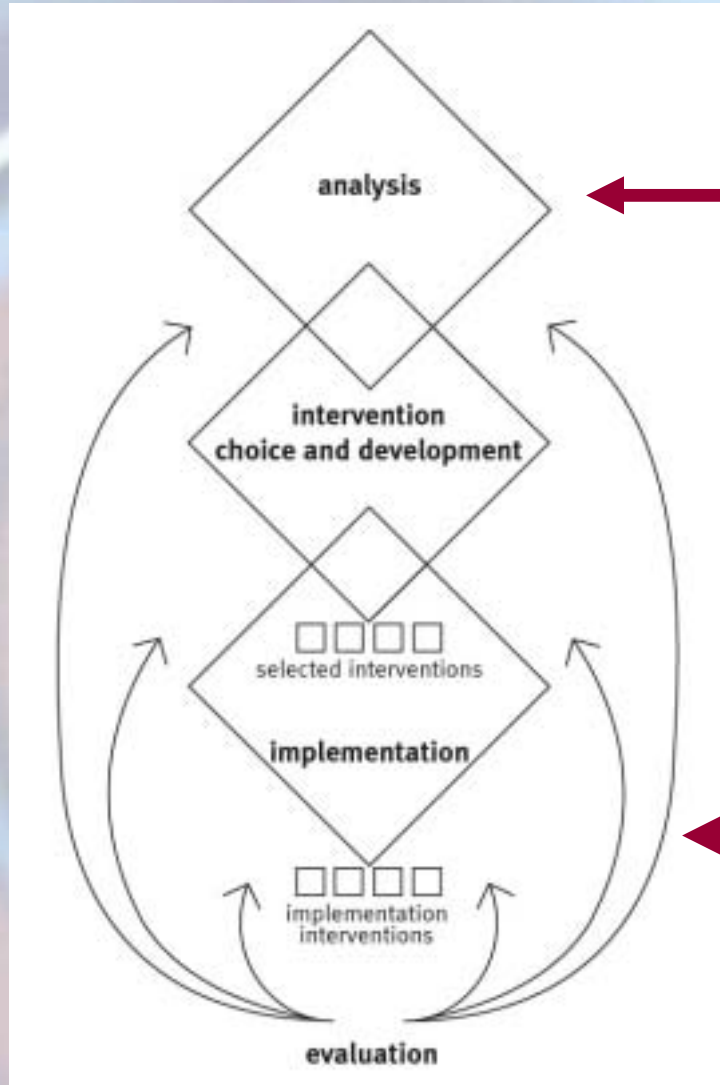 analysis
intervention
choice and development
selected interventions
implementation
implementation
interventions
evaluation